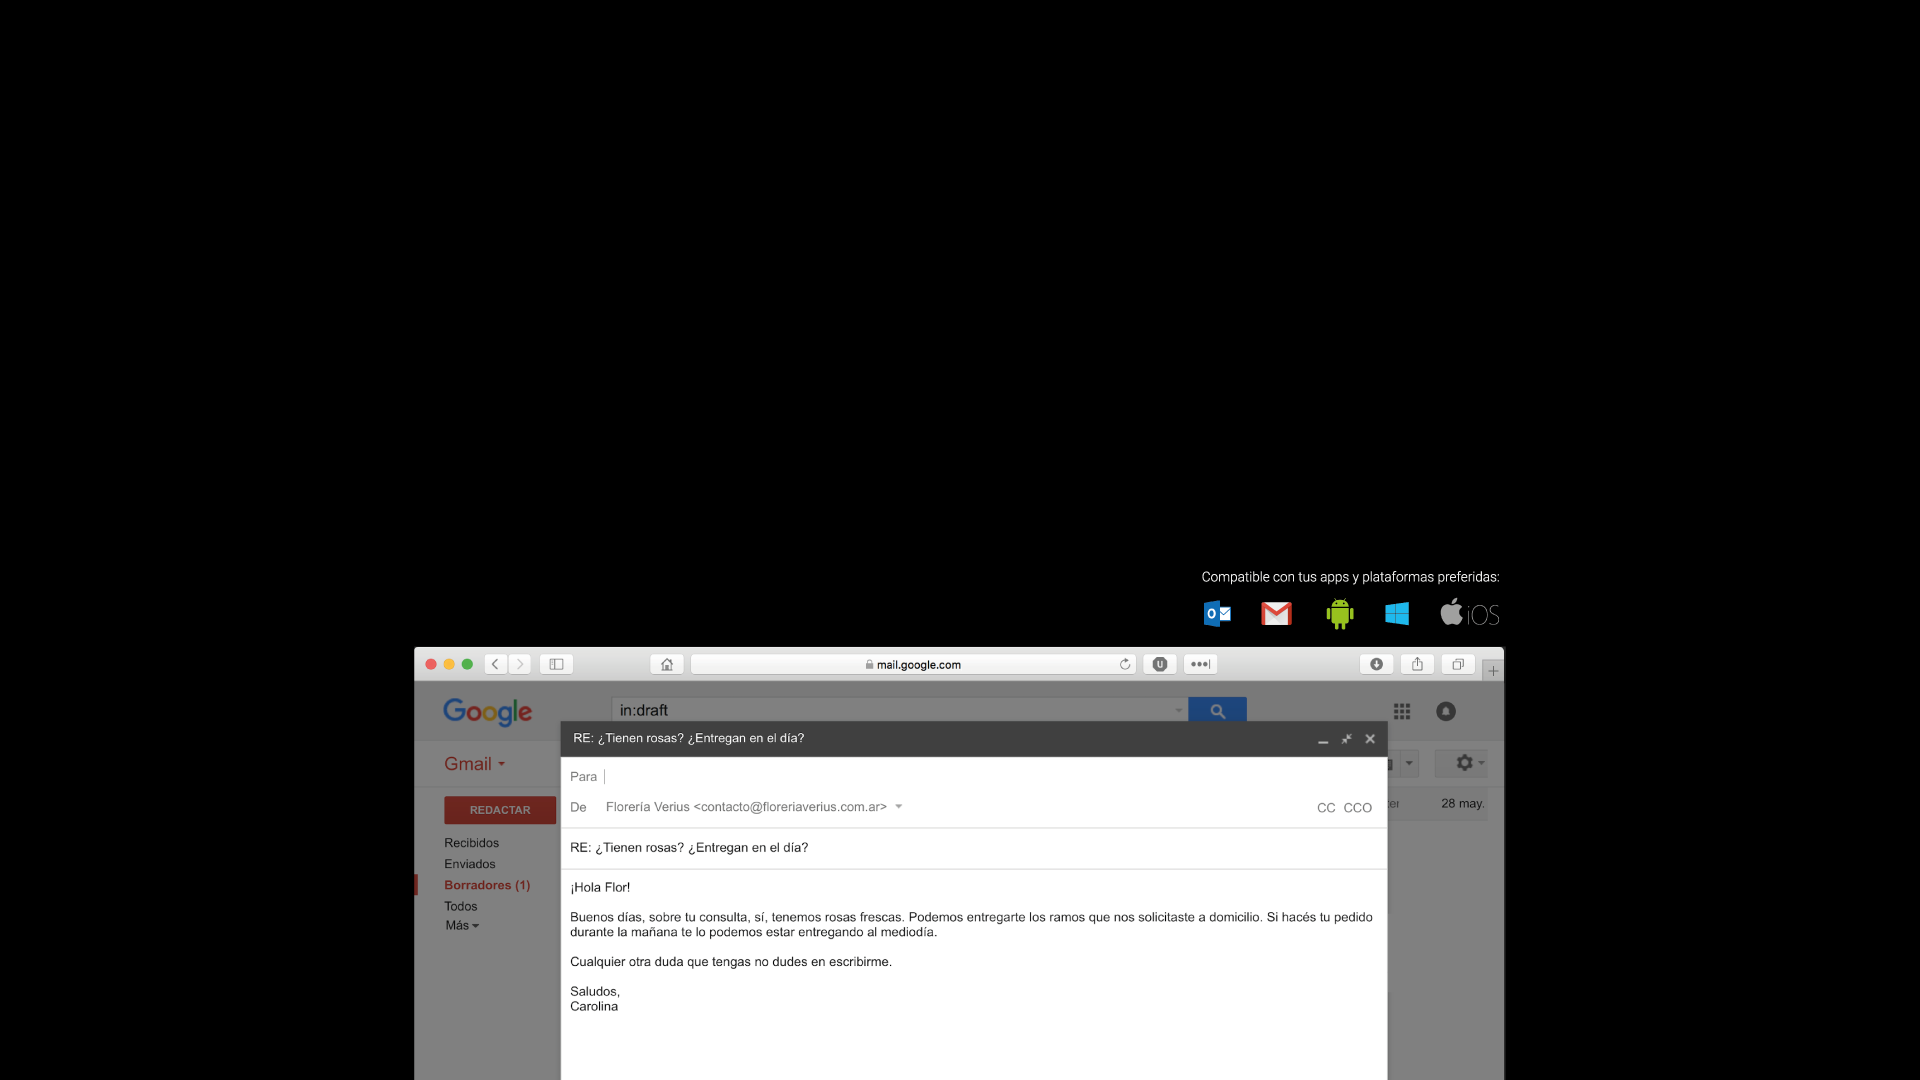 Compatible con tus apps y plataformas preferidas:
iOS
mail.google.com
Google
in:draft
RE: ¿Tienen rosas? ¿Entregan en el día?
Gmail
Para
REDACTAR
De Florería Verius <contacto@floreriaverius.com.ar>
CC CCO
28 may.
Recibidos
Enviados
Borradores (1)
Todos
Más
RE: ¿Tienen rosas? ¿Entregan en el día?
¡Hola Flor!
Buenos días, sobre tu consulta, sí, tenemos rosas frescas. Podemos entregarte los ramos que nos solicitaste a domicilio. Si hacés tu pedido
durante la mañana te lo podemos estar entregando al mediodía.
Cualquier otra duda que tengas no dudes en escribirme.
Saludos,
Carolina